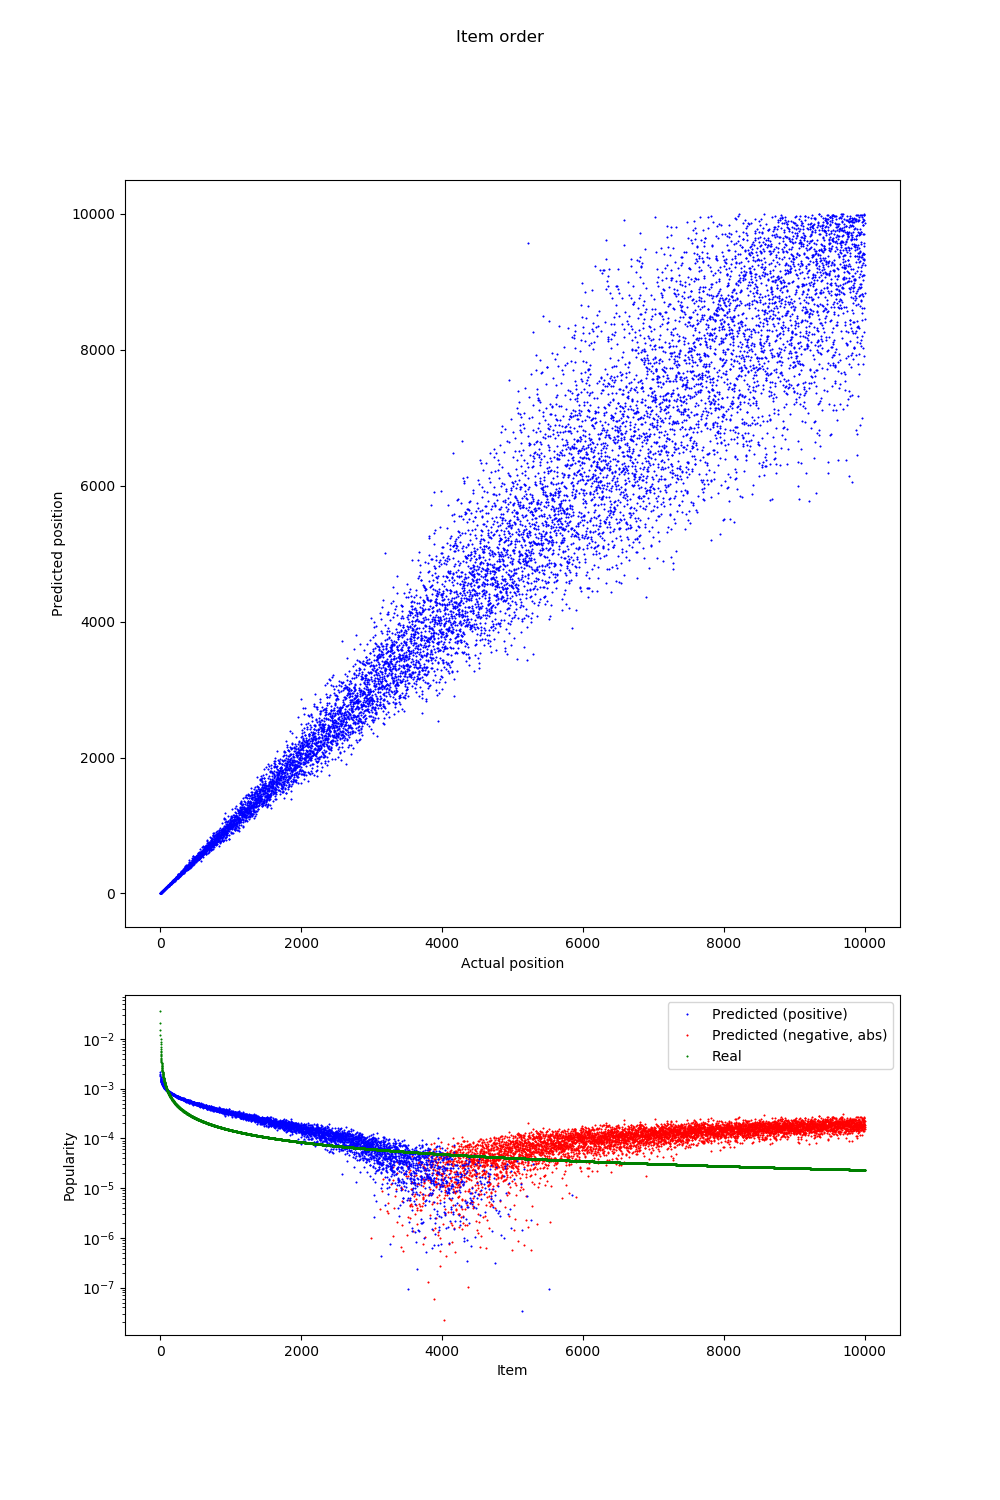 Item order
10000
8000
6000
4000
2000
0
Predicted position
0 2000 4000 6000 8000 10000
Actual position
10⁻²
10⁻³
10⁻⁴
10⁻⁵
10⁻⁶
10⁻⁷
Popularity
Predicted (positive)
Predicted (negative, abs)
Real
0 2000 4000 6000 8000 10000
Item